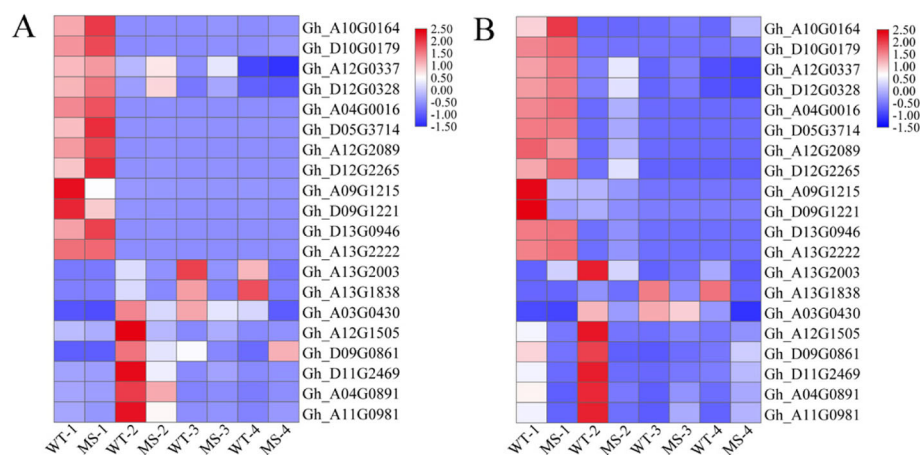 A
Gh_A10G0164
Gh_D10G0179
Gh_A12G0337
Gh_D12G0328
Gh_A04G0016
Gh_D05G3714
Gh_A12G2089
Gh_D12G2265
Gh_A09G1215
Gh_D09G1221
Gh_D13G0946
Gh_A13G2222
Gh_A13G2003
Gh_A13G1838
Gh_A03G0430
Gh_A12G1505
Gh_D09G0861
Gh_D11G2469
Gh_A04G0891
Gh_A11G0981
2.50
2.00
1.50
1.00
0.50
0.00
-0.50
-1.00
-1.50
WT-1 MS-1 WT-2 MS-2 WT-3 MS-3 WT-4 MS-4
B
Gh_A10G0164
Gh_D10G0179
Gh_A12G0337
Gh_D12G0328
Gh_A04G0016
Gh_D05G3714
Gh_A12G2089
Gh_D12G2265
Gh_A09G1215
Gh_D09G1221
Gh_D13G0946
Gh_A13G2222
Gh_A13G2003
Gh_A13G1838
Gh_A03G0430
Gh_A12G1505
Gh_D09G0861
Gh_D11G2469
Gh_A04G0891
Gh_A11G0981
2.50
2.00
1.50
1.00
0.50
0.00
-0.50
-1.00
-1.50
WT-1 MS-1 WT-2 MS-2 WT-3 MS-3 WT-4 MS-4